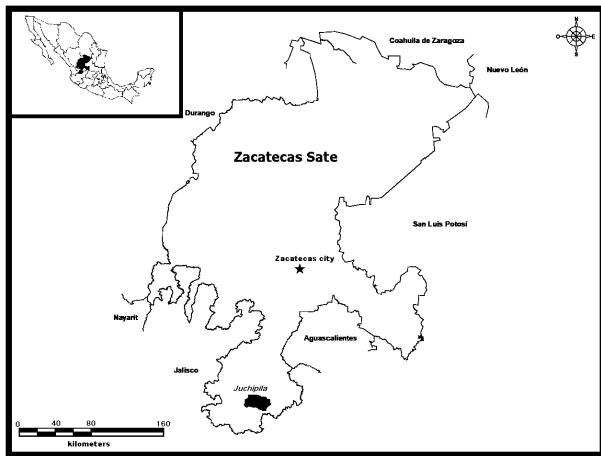 Coahuila de Zaragoza
N
O E
S
Nuevo León
Durango
Zacatecas Sate
San Luis Potosí
Zacatecas city
Nayarit
Aguascalientes
Jalisco
Juchipila
0 40 80 160
kilometers